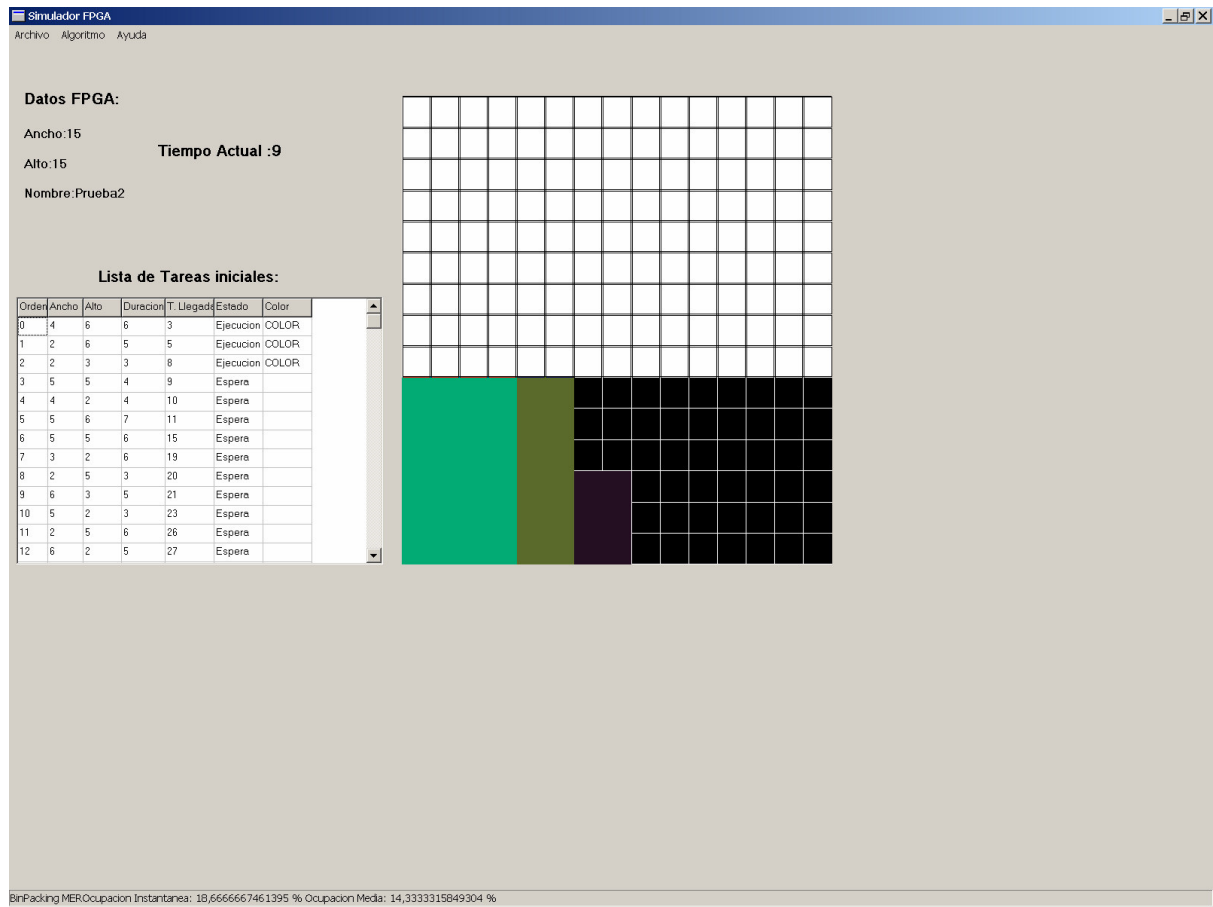 Simulador FPGA
Archivo Algoritmo Ayuda
Datos FPGA:
Ancho:15
Tiempo Actual :9
Alto:15
Nombre:Prueba2
Lista de Tareas iniciales:
Orden Ancho Alto Duracion T. Llegada Estado Color
0 4 6 6 3 Ejecucion COLOR
1 2 6 5 5 Ejecucion COLOR
2 2 3 3 8 Ejecucion COLOR
3 5 5 4 9 Espera
4 4 2 4 10 Espera
5 5 6 7 11 Espera
6 5 5 6 15 Espera
7 3 2 6 19 Espera
8 2 5 3 20 Espera
9 6 3 5 21 Espera
10 5 2 3 23 Espera
11 2 5 6 26 Espera
12 6 2 5 27 Espera
BinPacking MEROcupacion Instantanea: 18,6666667461395 % Ocupacion Media: 14,3333315849304 %